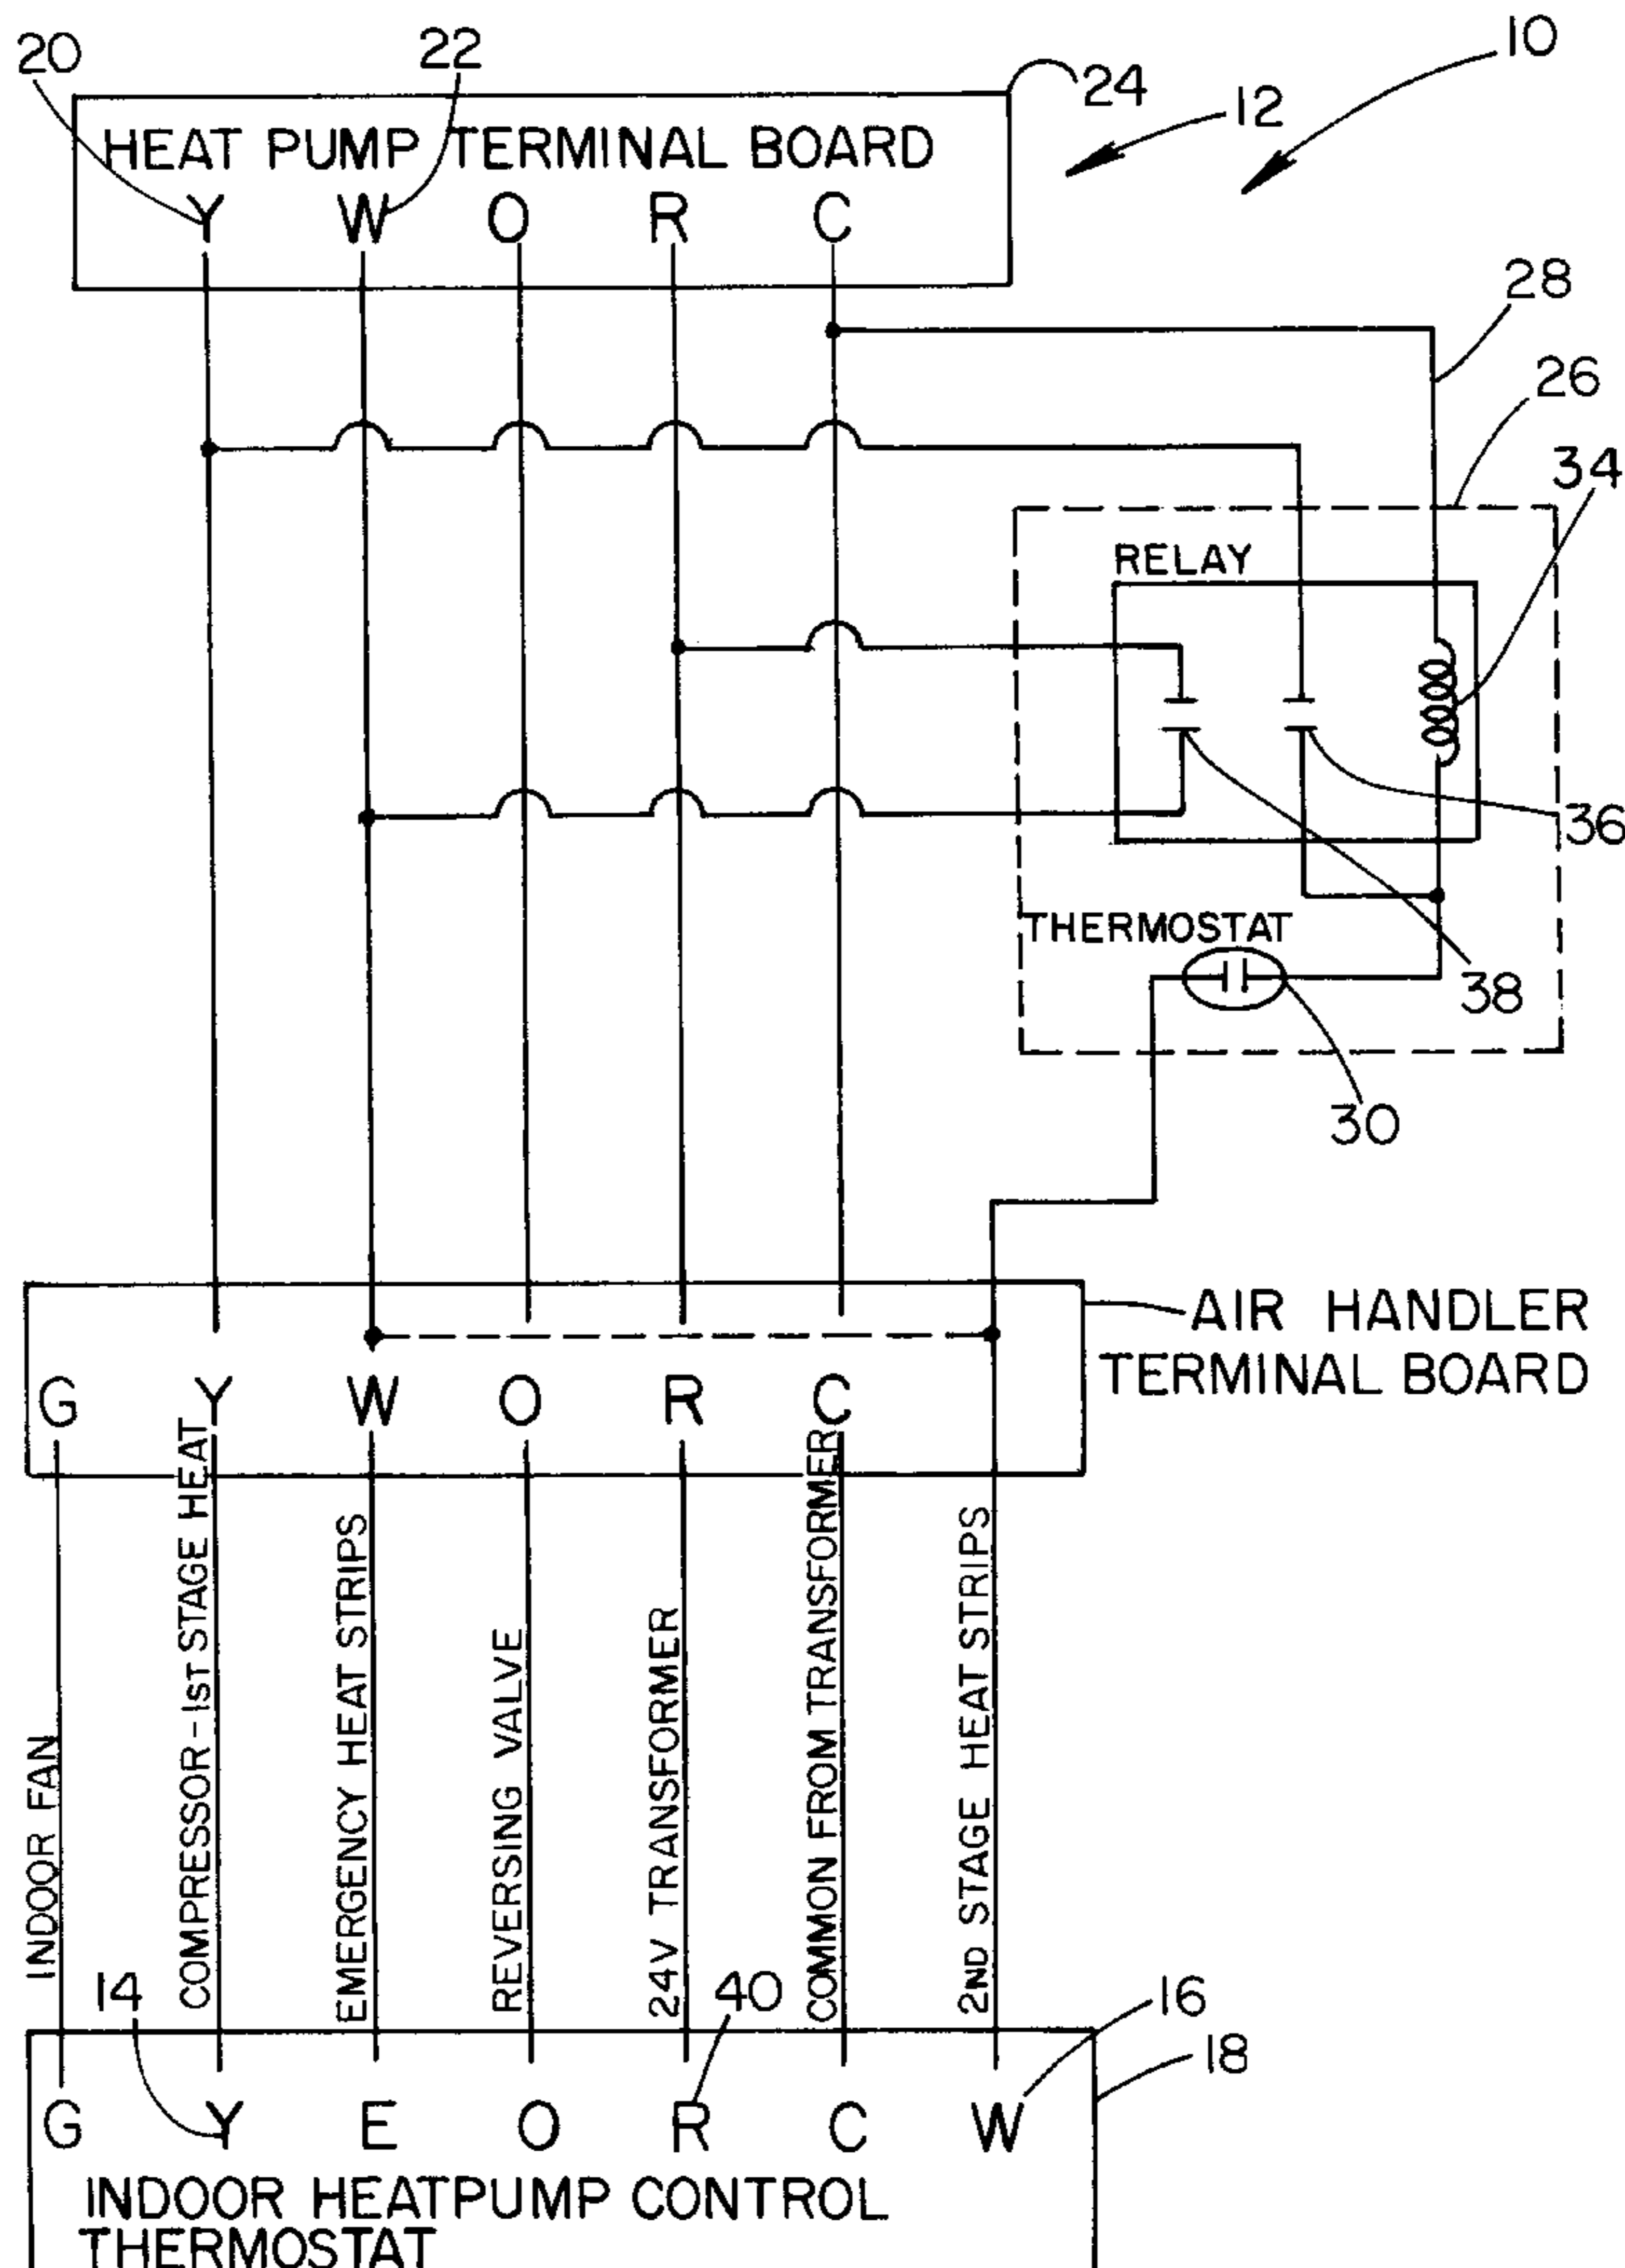 10
20
22
24
12
HEAT PUMP TERMINAL BOARD
Y W O R C
28
26
34
RELAY
36
THERMOSTAT
38
30
AIR HANDLER
TERMINAL BOARD
G Y W O R C
INDOOR FAN
COMPRESSOR-1ST STAGE HEAT
EMERGENCY HEAT STRIPS
REVERSING VALVE
24V TRANSFORMER
COMMON FROM TRANSFORMER
2ND STAGE HEAT STRIPS
14
40
16
18
G Y E O R C W
INDOOR HEATPUMP CONTROL
THERMOSTAT